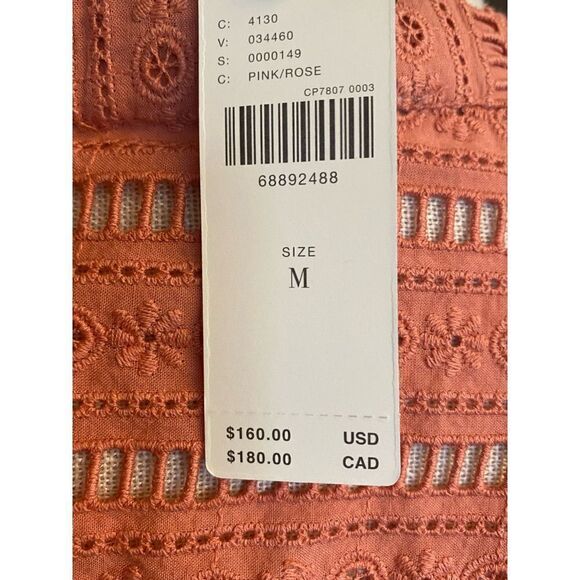 C: 4130
V: 034460
S: 0000149
C: PINK/ROSE
CP7807 0003
68892488
SIZE
M
$160.00 USD
$180.00 CAD